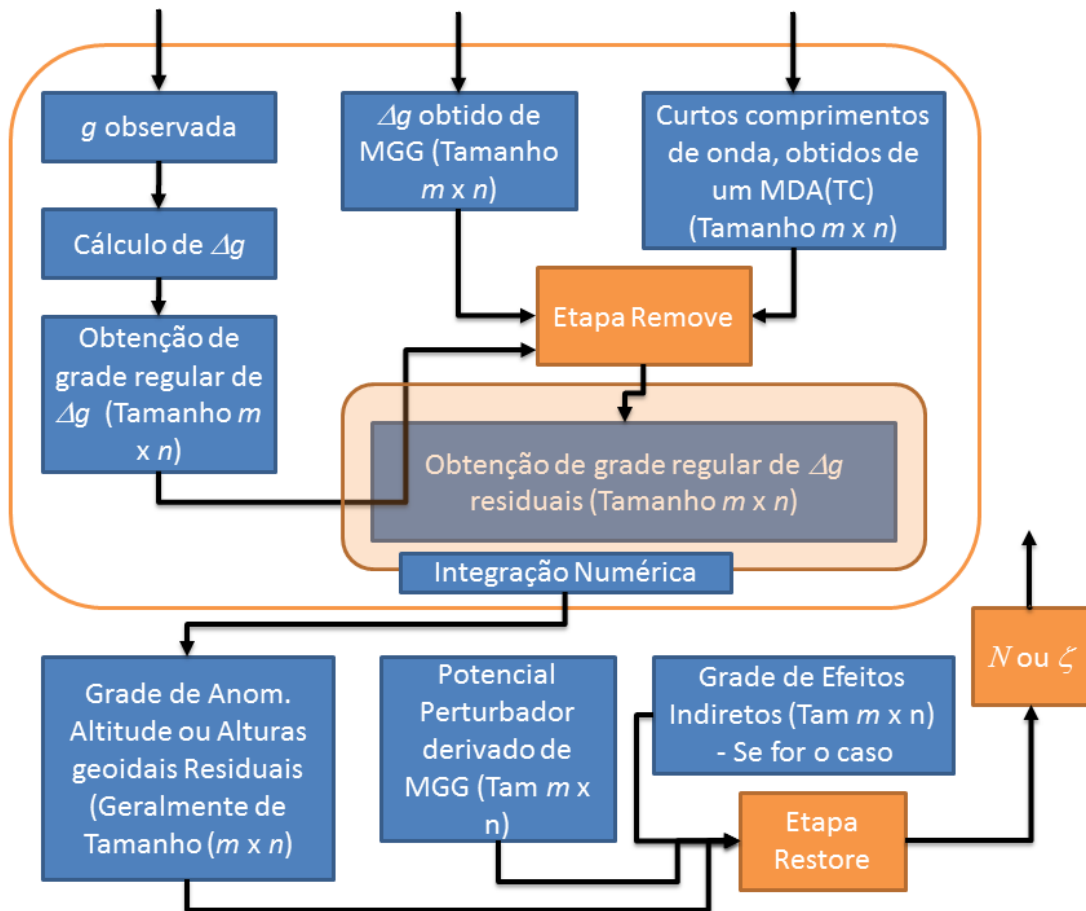 g observada
Cálculo de Δg
Obtenção de
grade regular de
Δg (Tamanho m
x n)
Δg obtido de
MGG (Tamanho
m x n)
Curtos comprimentos
de onda, obtidos de
um MDA(TC)
(Tamanho m x n)
Etapa Remove
Obtenção de grade regular de Δg
residuais (Tamanho m x n)
Integração Numérica
Grade de Anom.
Altitude ou Alturas
geoidais Residuais
(Geralmente de
Tamanho (m x n)
Potencial
Perturbador
derivado de
MGG (Tam m x
n)
Grade de Efeitos
Indiretos (Tam m x n)
- Se for o caso
Etapa
Restore
N ou ζ